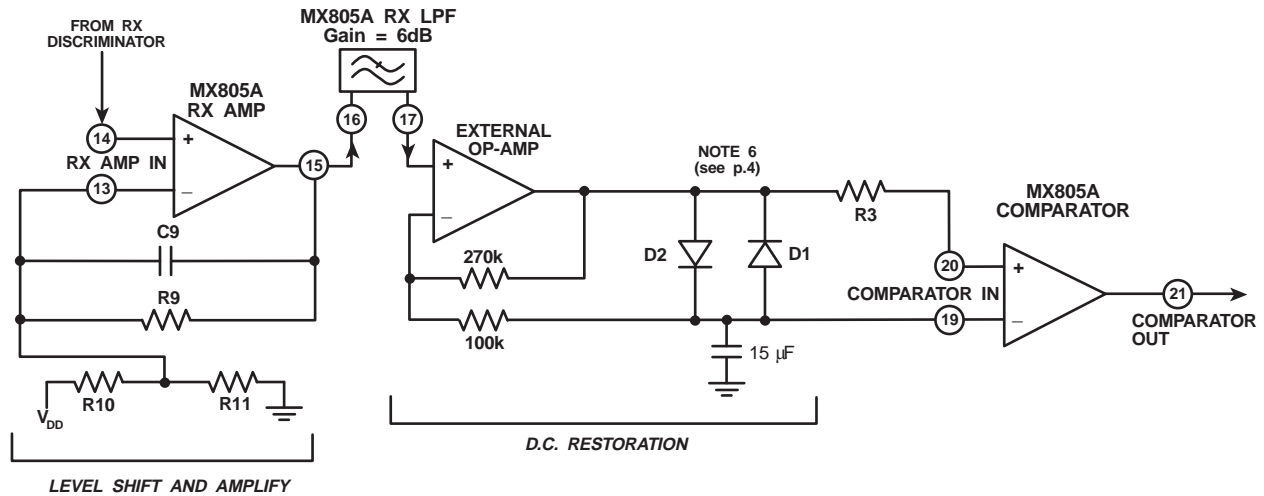 FROM RX
DISCRIMINATOR
MX805A RX LPF
Gain = 6dB
MX805A
RX AMP
14
+
RX AMP IN
13
–
15
16
17
C9
R9
R10
R11
VDD
LEVEL SHIFT AND AMPLIFY
EXTERNAL
OP-AMP
+
–
270k
100k
NOTE 6
(see p.4)
D2
D1
15 µF
R3
D.C. RESTORATION
MX805A
COMPARATOR
20
+
COMPARATOR IN
19
–
21
COMPARATOR
OUT